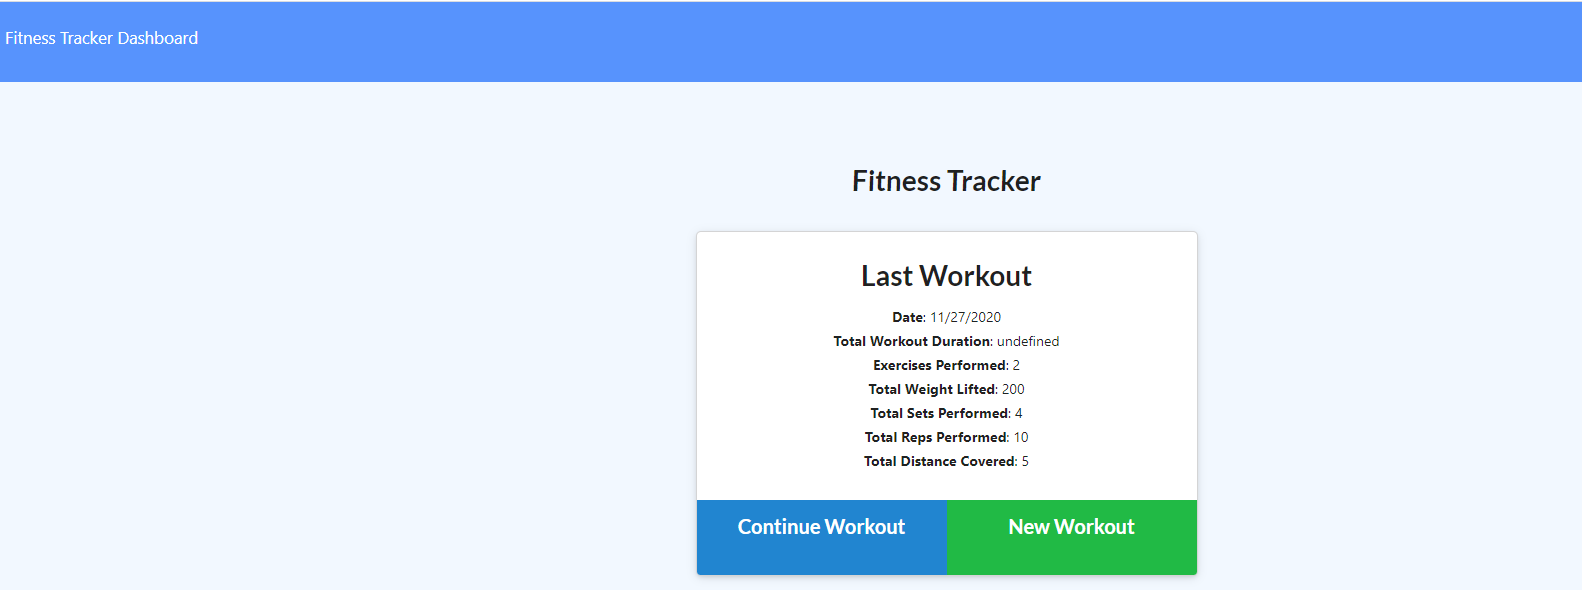 Fitness Tracker Dashboard
Fitness Tracker
Last Workout
Date: 11/27/2020
Total Workout Duration: undefined
Exercises Performed: 2
Total Weight Lifted: 200
Total Sets Performed: 4
Total Reps Performed: 10
Total Distance Covered: 5
Continue Workout New Workout